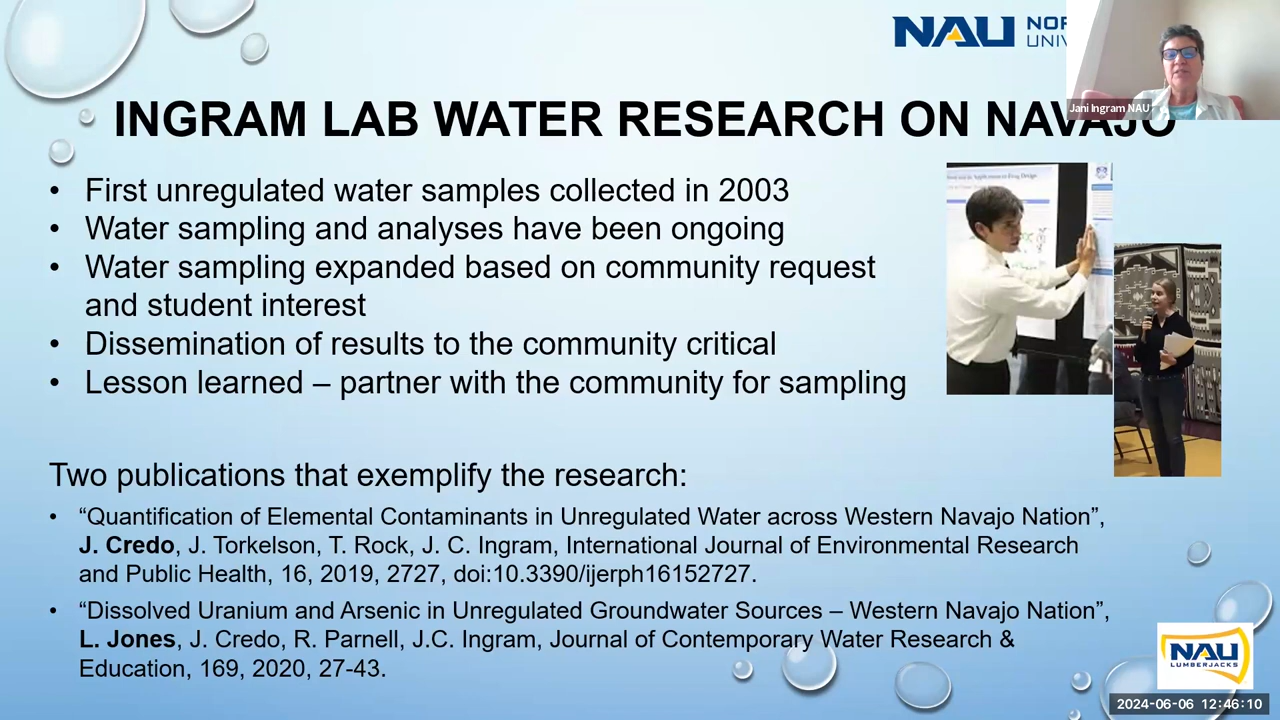 NAU NOR
UNIV
Jani Ingram NAU
INGRAM LAB WATER RESEARCH ON NAVAJO
• First unregulated water samples collected in 2003
• Water sampling and analyses have been ongoing
• Water sampling expanded based on community request
and student interest
• Dissemination of results to the community critical
• Lesson learned – partner with the community for sampling
Two publications that exemplify the research:
• “Quantification of Elemental Contaminants in Unregulated Water across Western Navajo Nation”,
J. Credo, J. Torkelson, T. Rock, J. C. Ingram, International Journal of Environmental Research
and Public Health, 16, 2019, 2727, doi:10.3390/ijerph16152727.
• “Dissolved Uranium and Arsenic in Unregulated Groundwater Sources – Western Navajo Nation”,
L. Jones, J. Credo, R. Parnell, J.C. Ingram, Journal of Contemporary Water Research &
Education, 169, 2020, 27-43.
NAU
LUMBERJACKS
2024-06-06 12:46:10